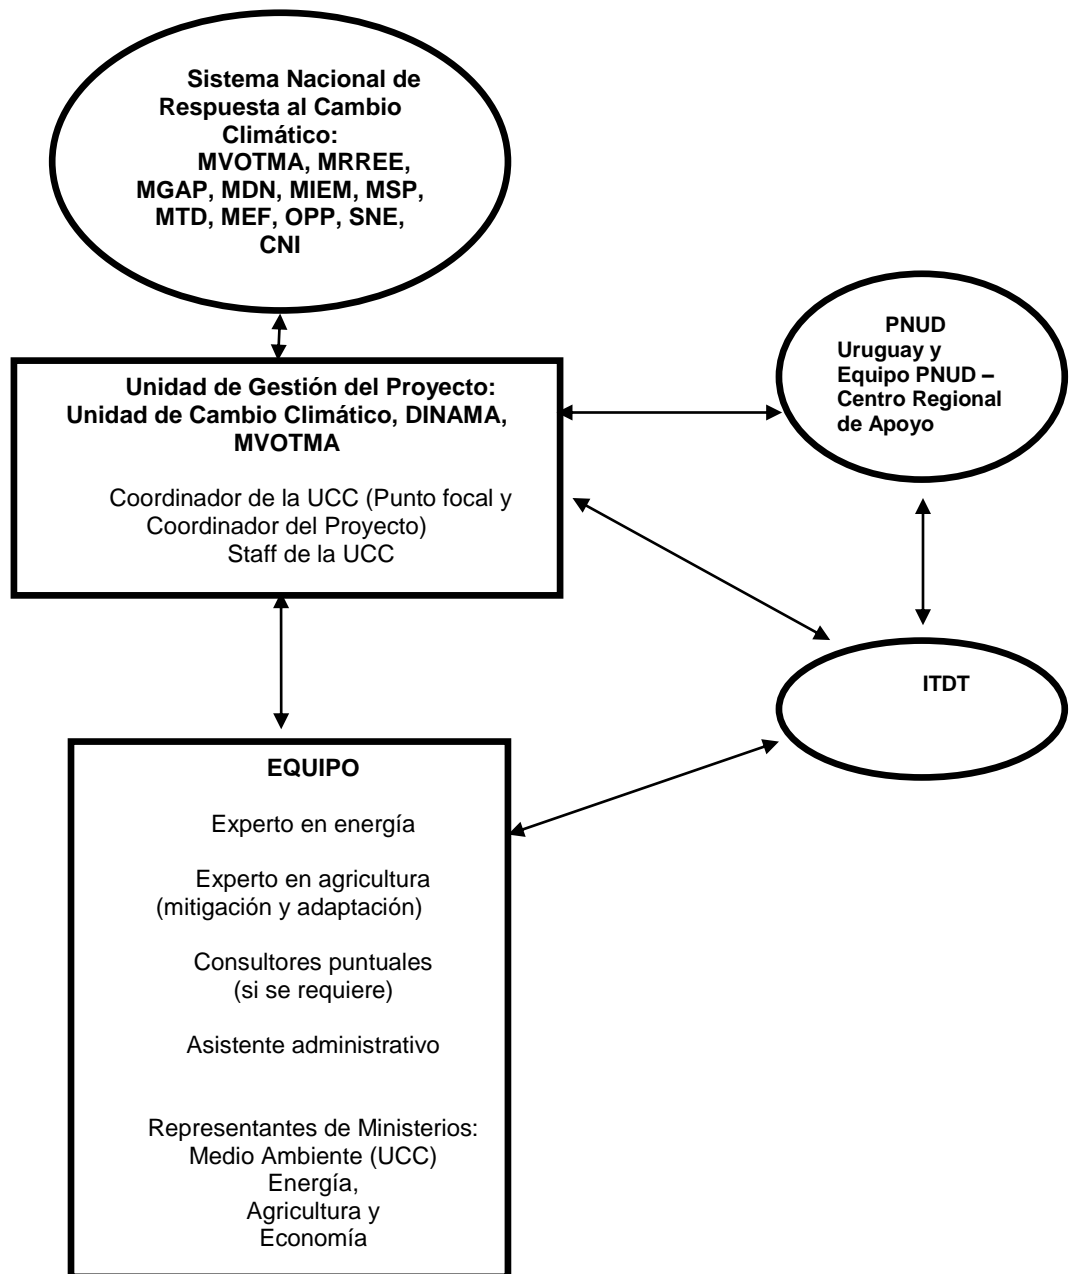 Sistema Nacional de
Respuesta al Cambio
Climático:
MVOTMA, MRREE,
MGAP, MDN, MIEM, MSP,
MTD, MEF, OPP, SNE,
CNI
PNUD
Uruguay y
Equipo PNUD –
Centro Regional
de Apoyo
Unidad de Gestión del Proyecto:
Unidad de Cambio Climático, DINAMA,
MVOTMA
Coordinador de la UCC (Punto focal y
Coordinador del Proyecto)
Staff de la UCC
ITDT
EQUIPO
Experto en energía
Experto en agricultura
(mitigación y adaptación)
Consultores puntuales
(si se requiere)
Asistente administrativo
Representantes de Ministerios:
Medio Ambiente (UCC)
Energía,
Agricultura y
Economía